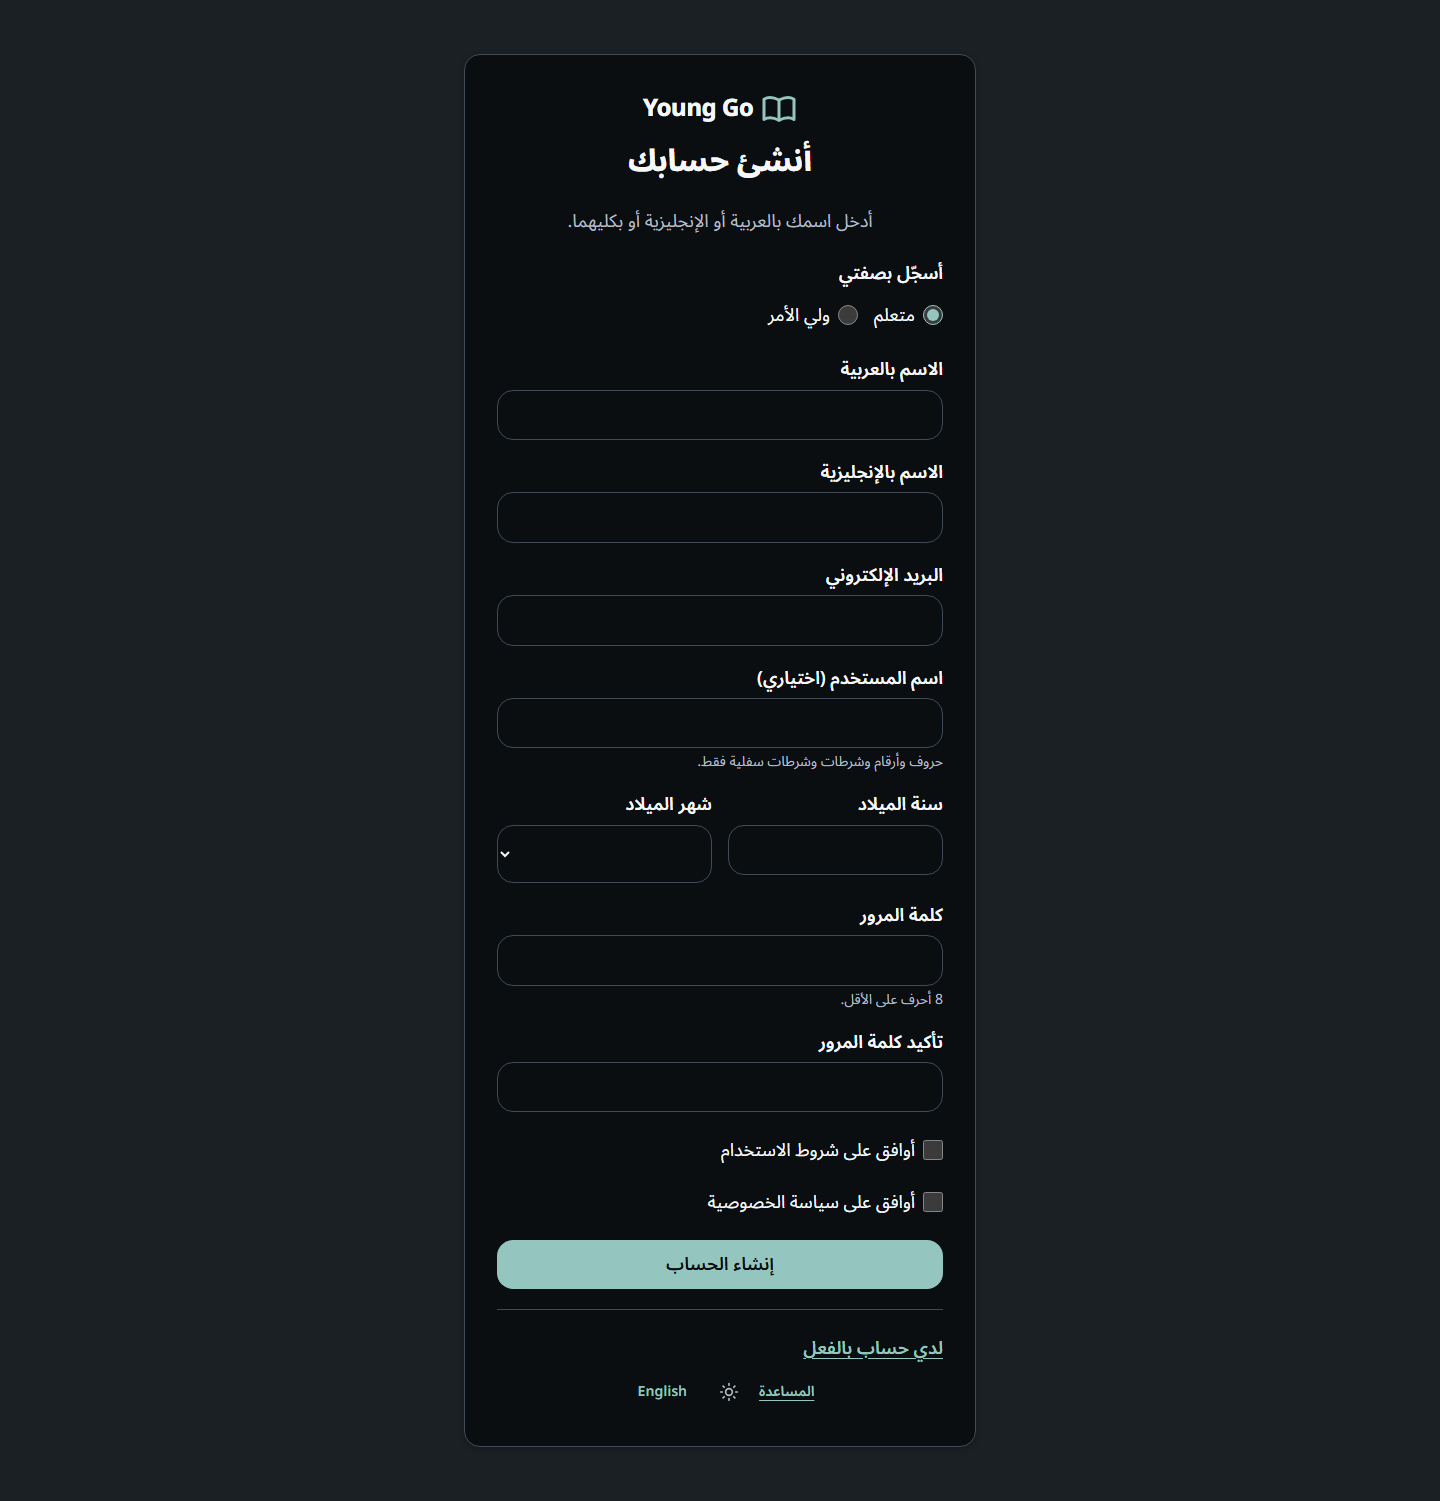 Young Go
أنشئ حسابك
أدخل اسمك بالعربية أو الإنجليزية أو بكليهما.
أسجّل بصفتي
متعلم ولي الأمر
الاسم بالعربية
الاسم بالإنجليزية
البريد الإلكتروني
اسم المستخدم (اختياري)
حروف وأرقام وشرطات وشرطات سفلية فقط.
سنة الميلاد شهر الميلاد
كلمة المرور
8 أحرف على الأقل.
تأكيد كلمة المرور
أوافق على شروط الاستخدام
أوافق على سياسة الخصوصية
إنشاء الحساب
لدي حساب بالفعل
المساعدة English